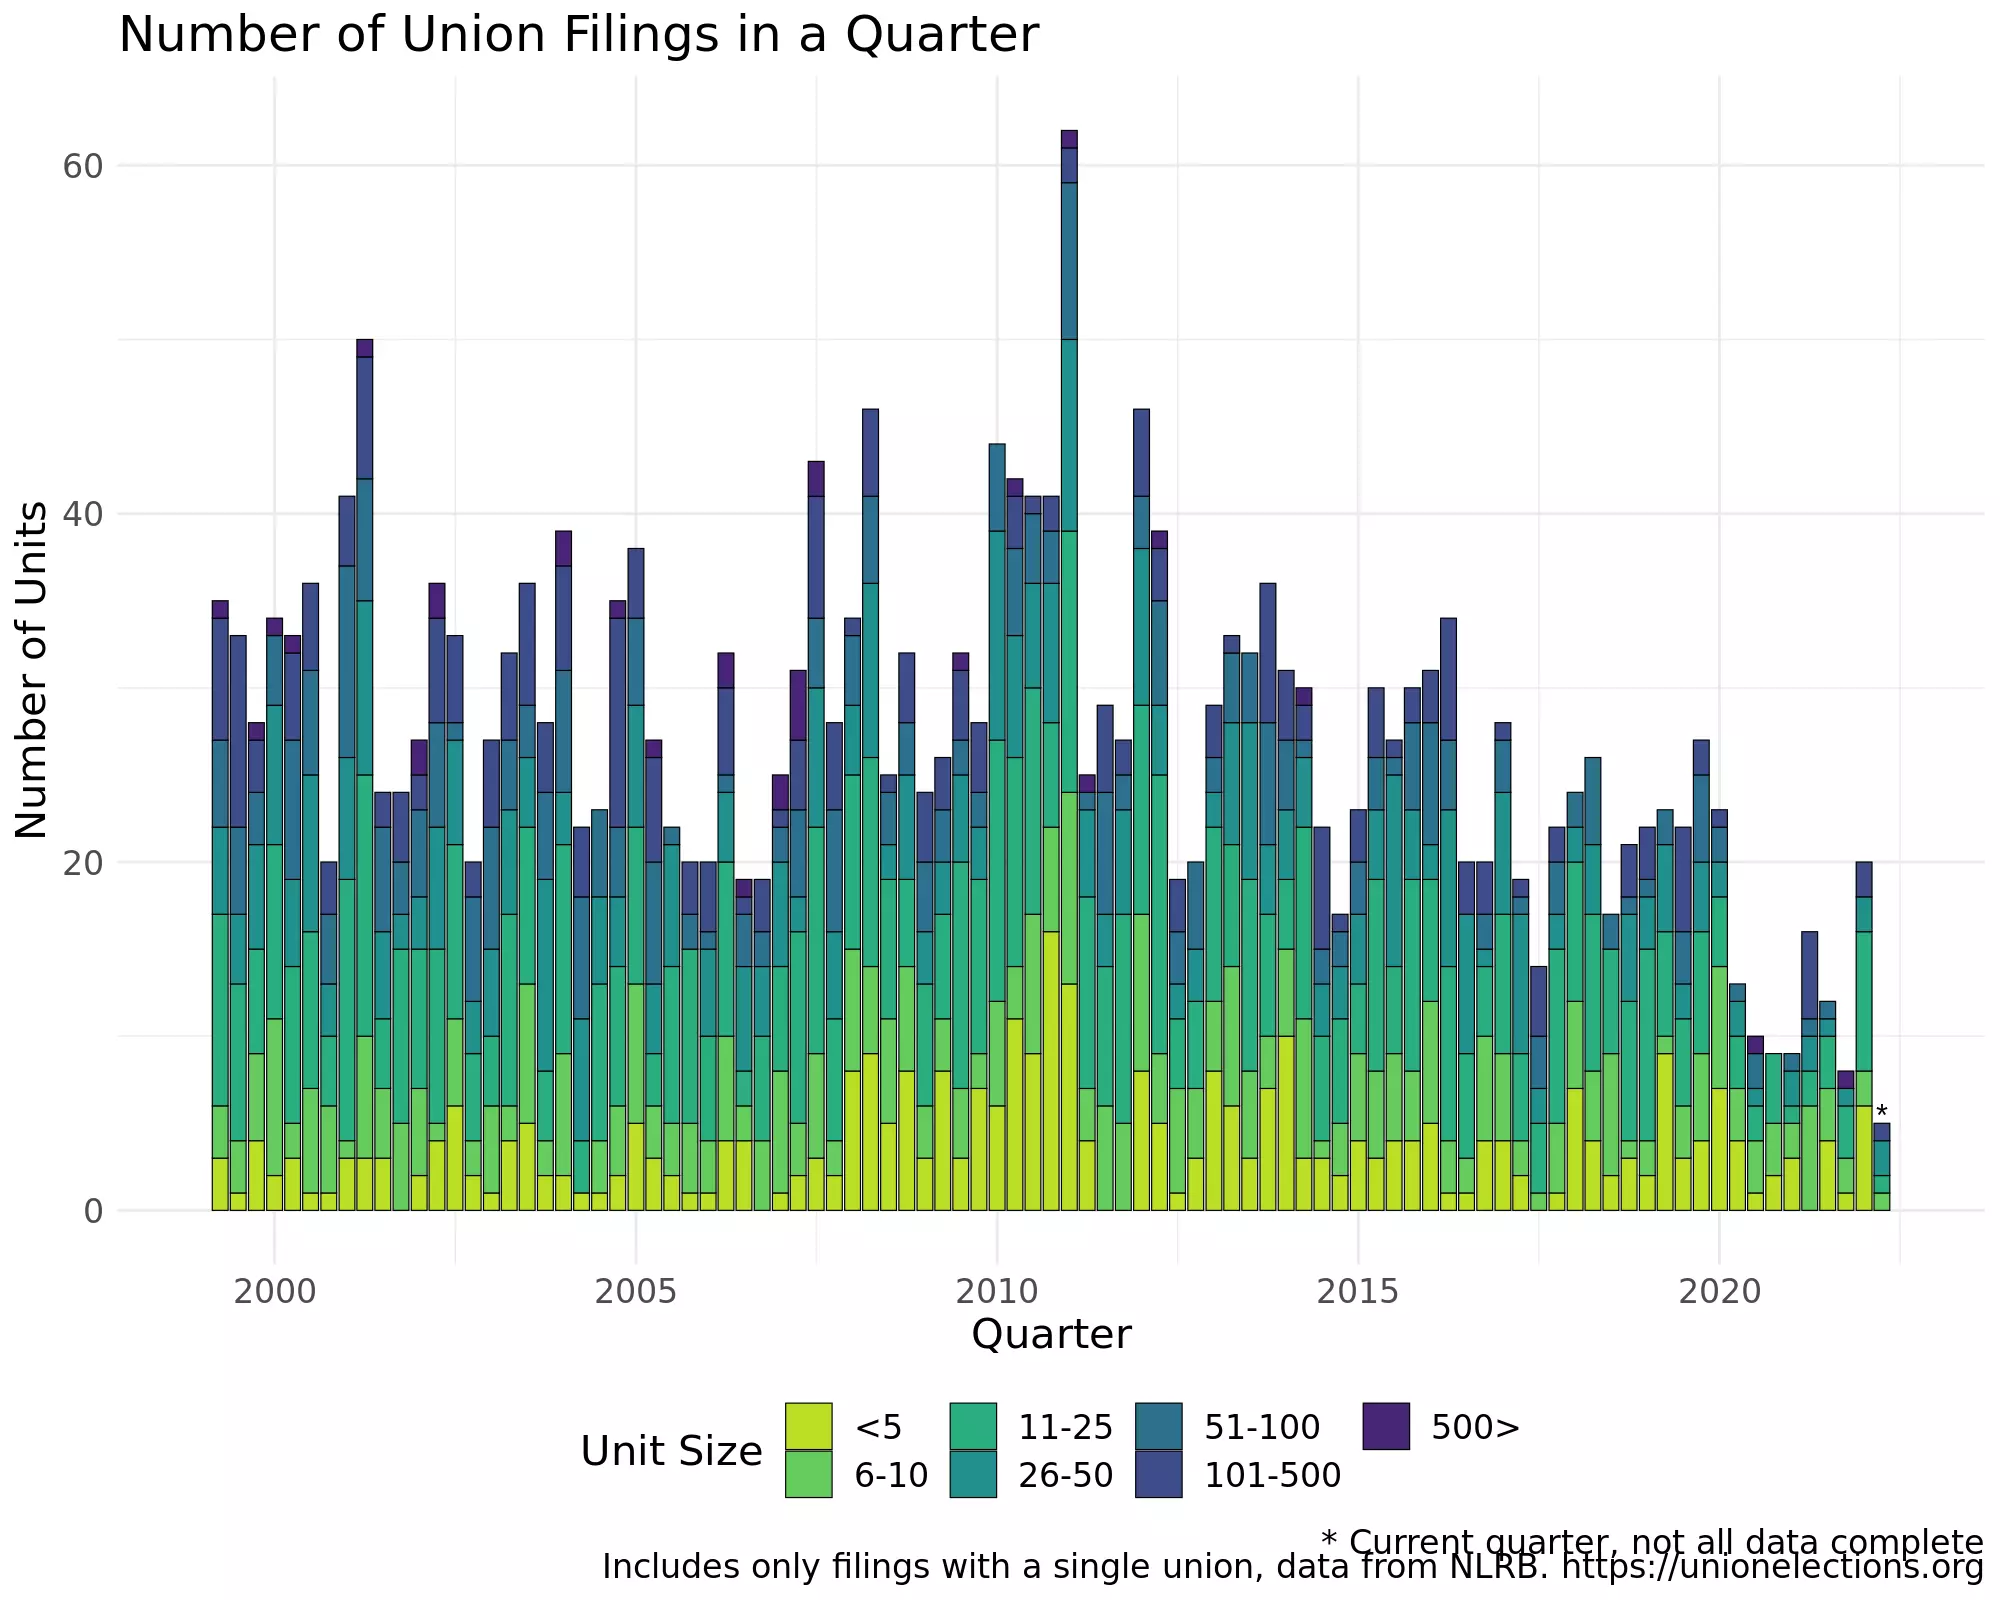 Number of Union Filings in a Quarter
Number of Units
60
40
20
0
*
2000 2005 2010 2015 2020
Quarter
Unit Size
<5 11-25 51-100 500>
6-10 26-50 101-500
* Current quarter, not all data complete
Includes only filings with a single union, data from NLRB. https://unionelections.org